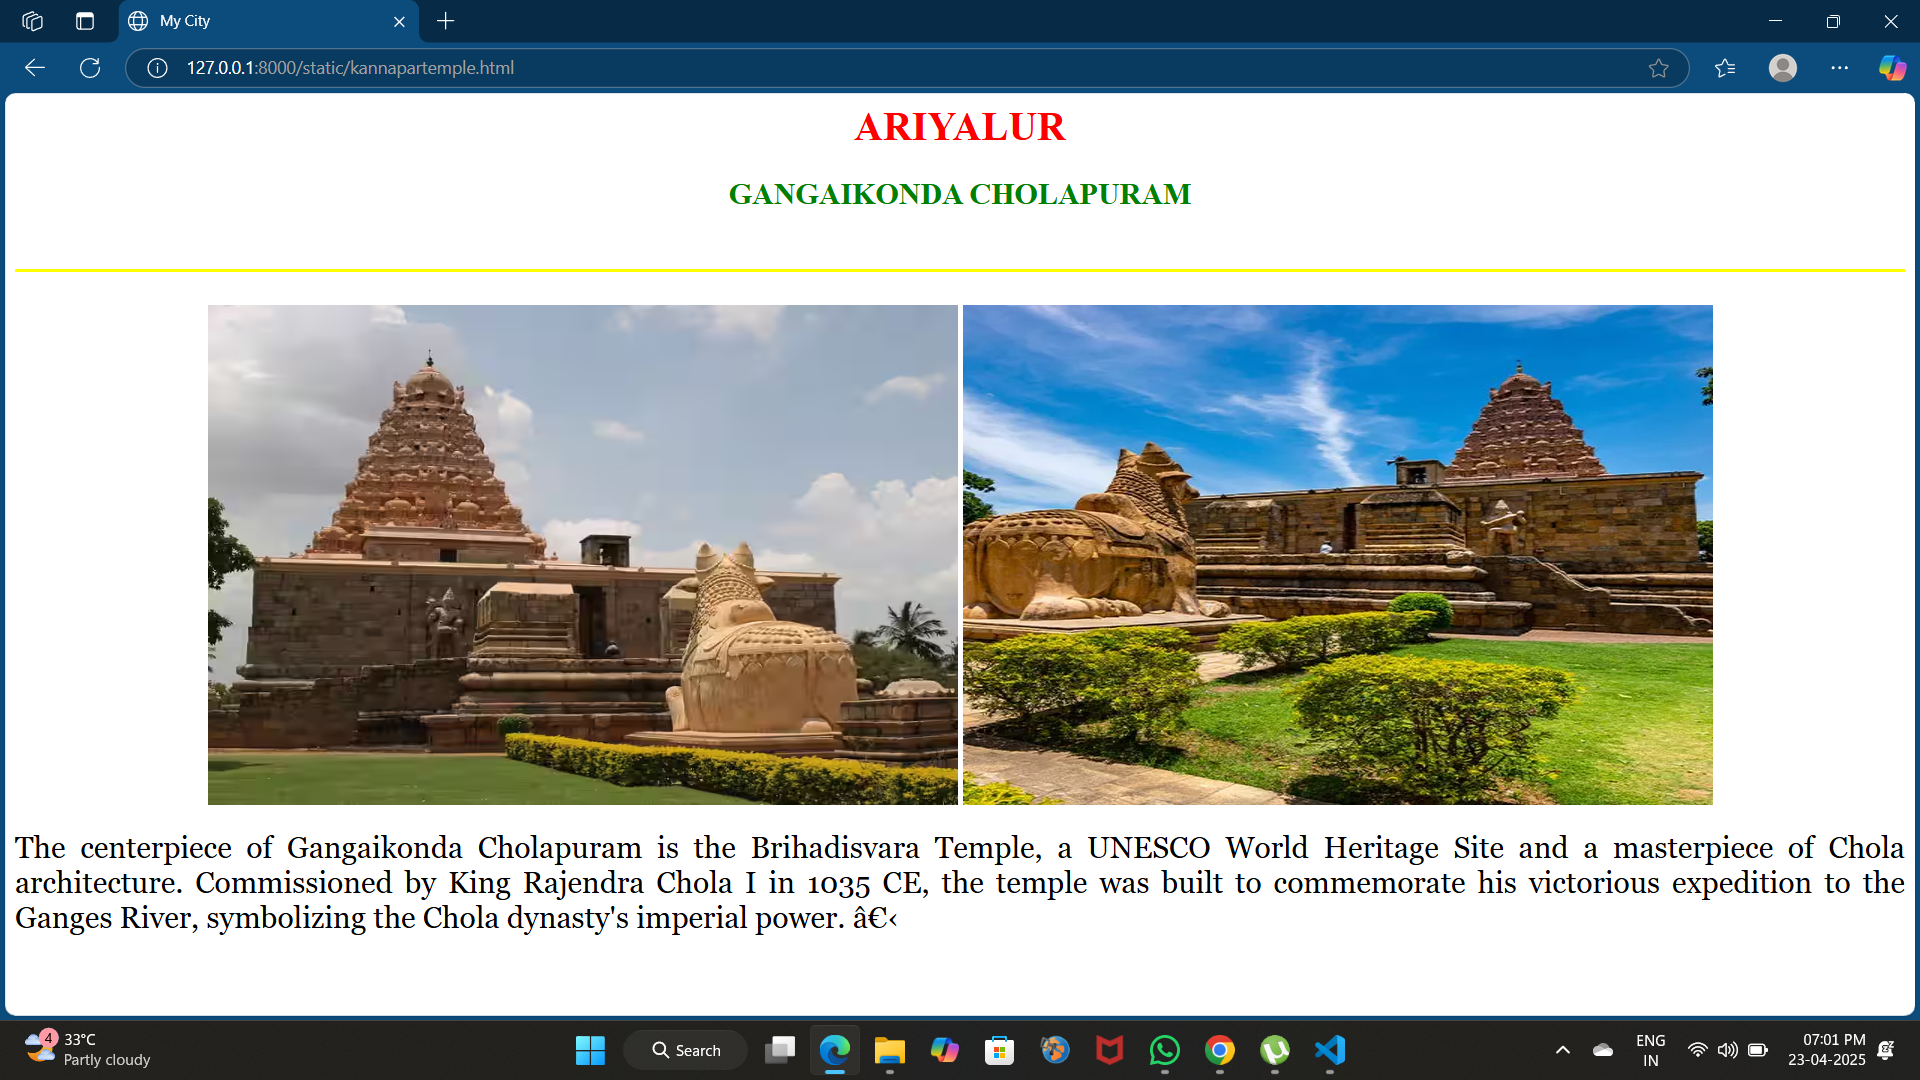 My City
127.0.0.1:8000/static/kannapartemple.html
ARIYALUR
GANGAIKONDA CHOLAPURAM
The centerpiece of Gangaikonda Cholapuram is the Brihadisvara Temple, a UNESCO World Heritage Site and a masterpiece of Chola
architecture. Commissioned by King Rajendra Chola I in 1035 CE, the temple was built to commemorate his victorious expedition to the
Ganges River, symbolizing the Chola dynasty's imperial power. â€‹
4
33°C
Partly cloudy
Search
ENG
IN
07:01 PM
23-04-2025